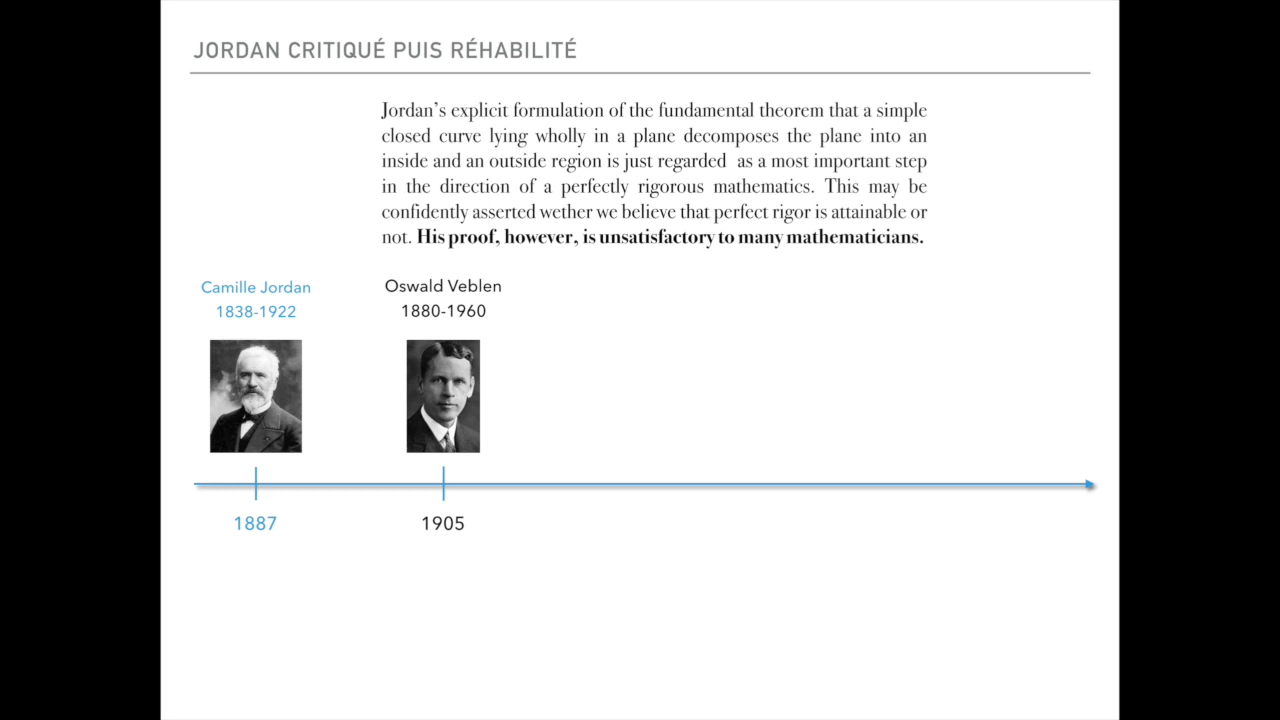 JORDAN CRITIQUÉ PUIS RÉHABILITÉ
Jordan’s explicit formulation of the fundamental theorem that a simple
closed curve lying wholly in a plane decomposes the plane into an
inside and an outside region is just regarded as a most important step
in the direction of a perfectly rigorous mathematics. This may be
confidently asserted wether we believe that perfect rigor is attainable or
not. His proof, however, is unsatisfactory to many mathematicians.
Camille Jordan
1838-1922
Oswald Veblen
1880-1960
1887
1905